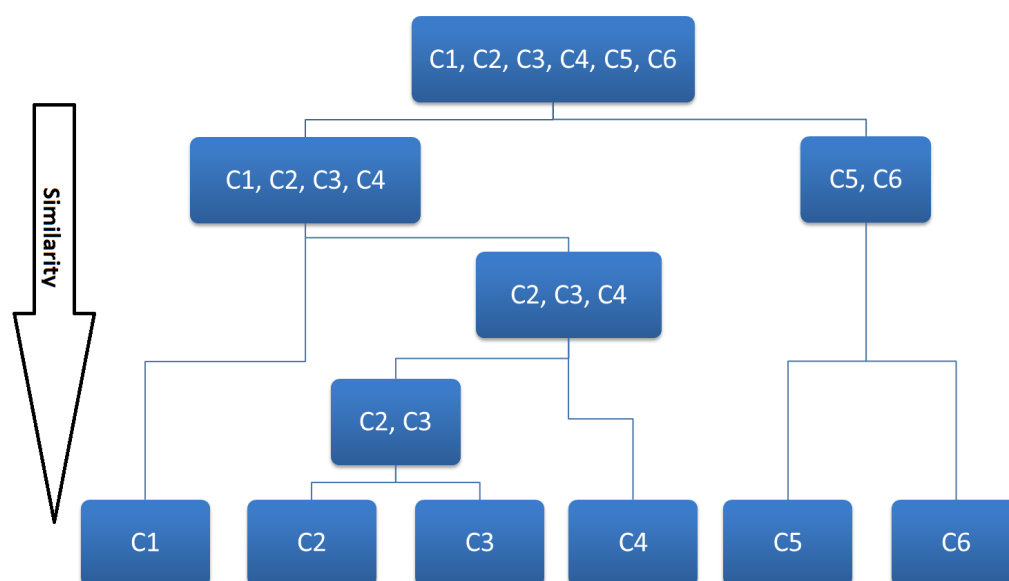 C1, C2, C3, C4, C5, C6
C1, C2, C3, C4
C5, C6
Similarity
C2, C3, C4
C2, C3
C1
C2
C3
C4
C5
C6